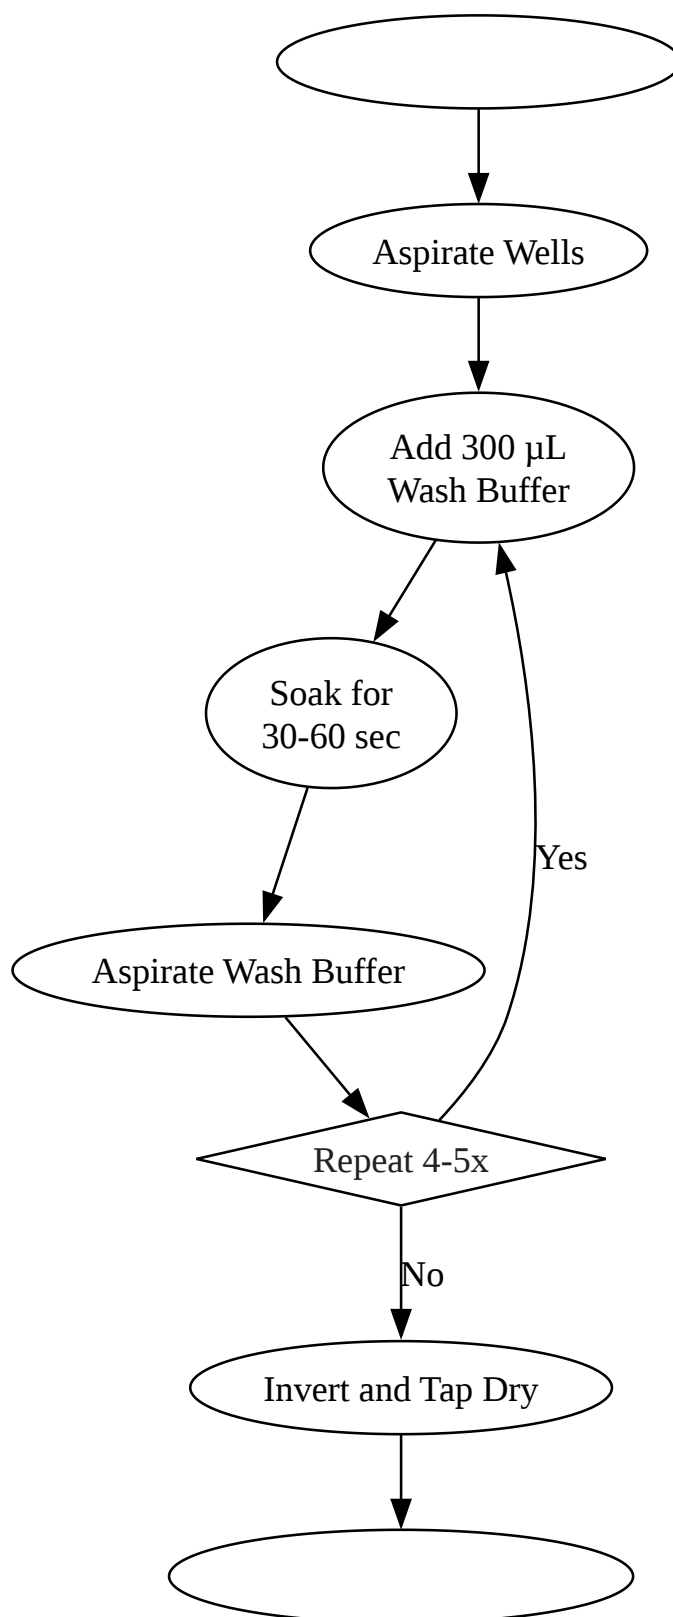 Aspirate Wells
Add 300 µL
Wash Buffer
Soak for
30-60 sec
Yes
Aspirate Wash Buffer
Repeat 4-5x
No
Invert and Tap Dry